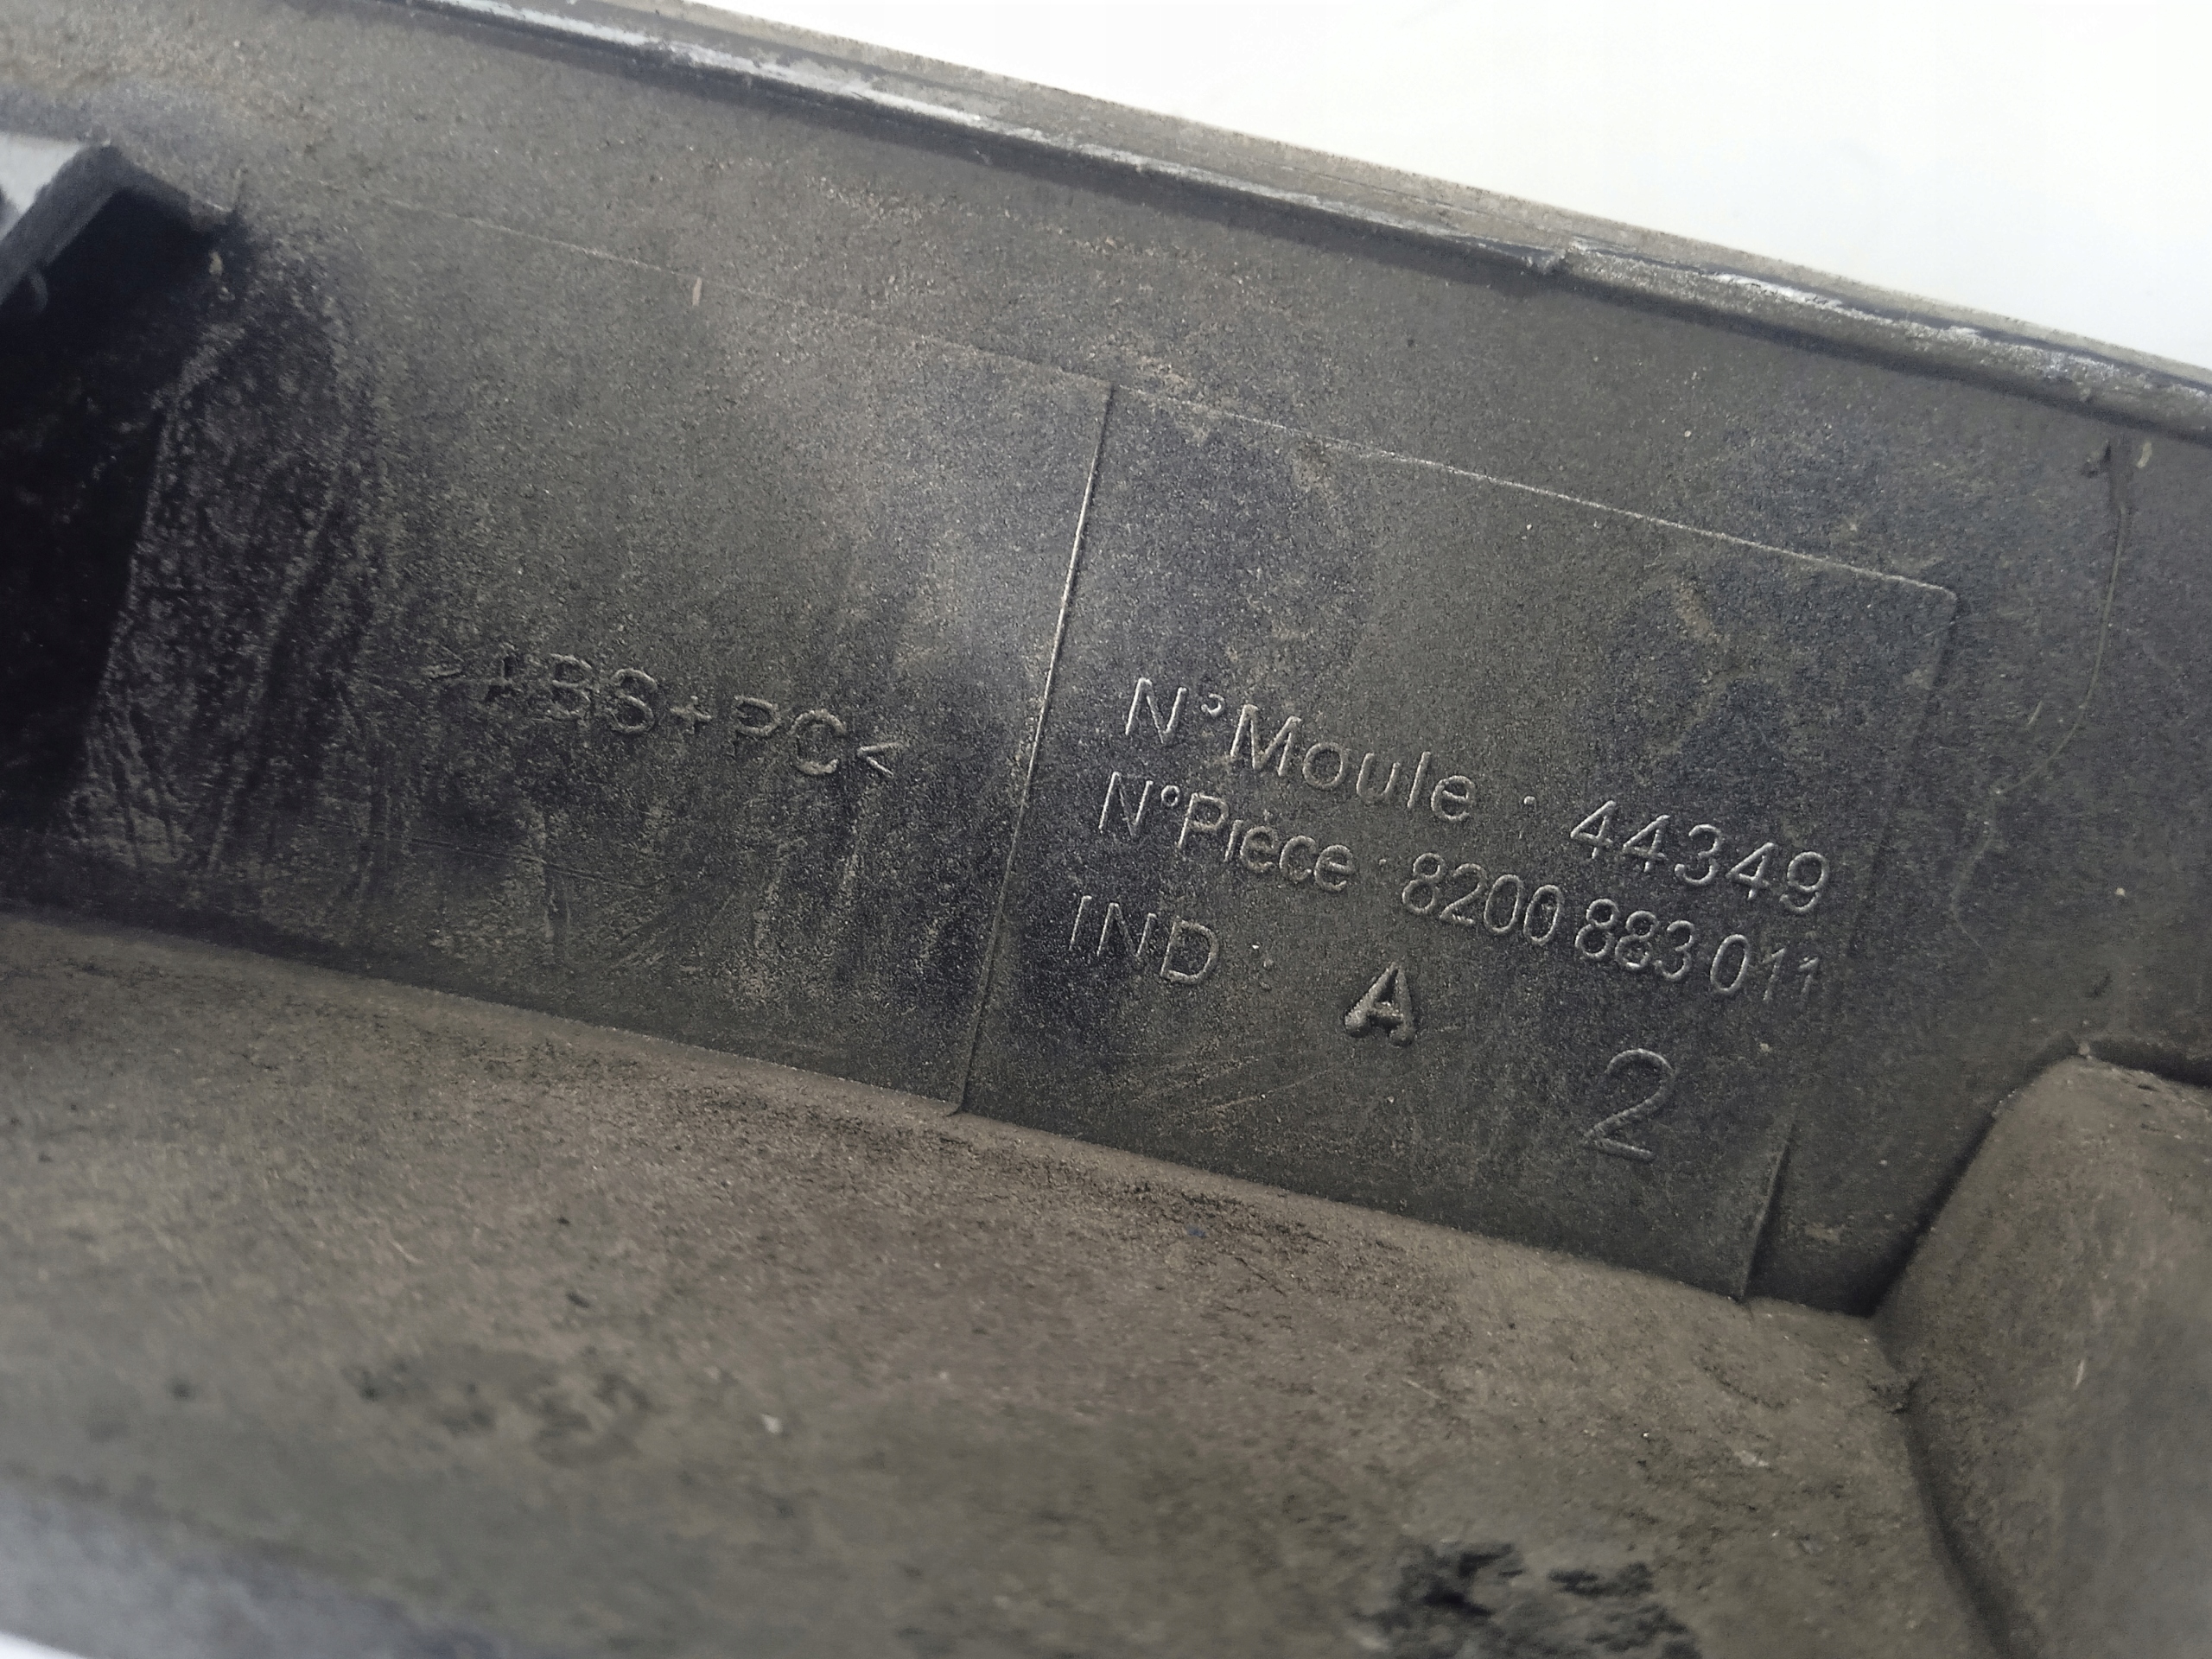 >ABS+PC<
N°Moule : 44349
N°Pièce : 8200 883 011
IND : A
2